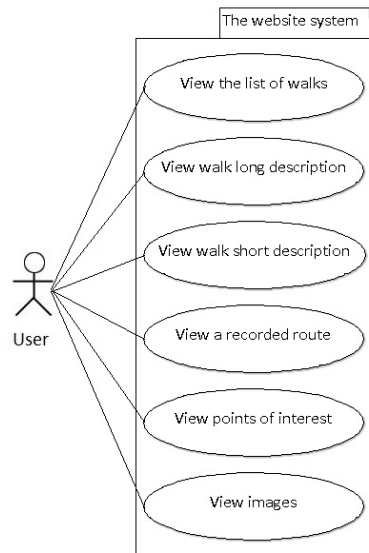 The website system
View the list of walks
View walk long description
View walk short description
User
View a recorded route
View points of interest
View images